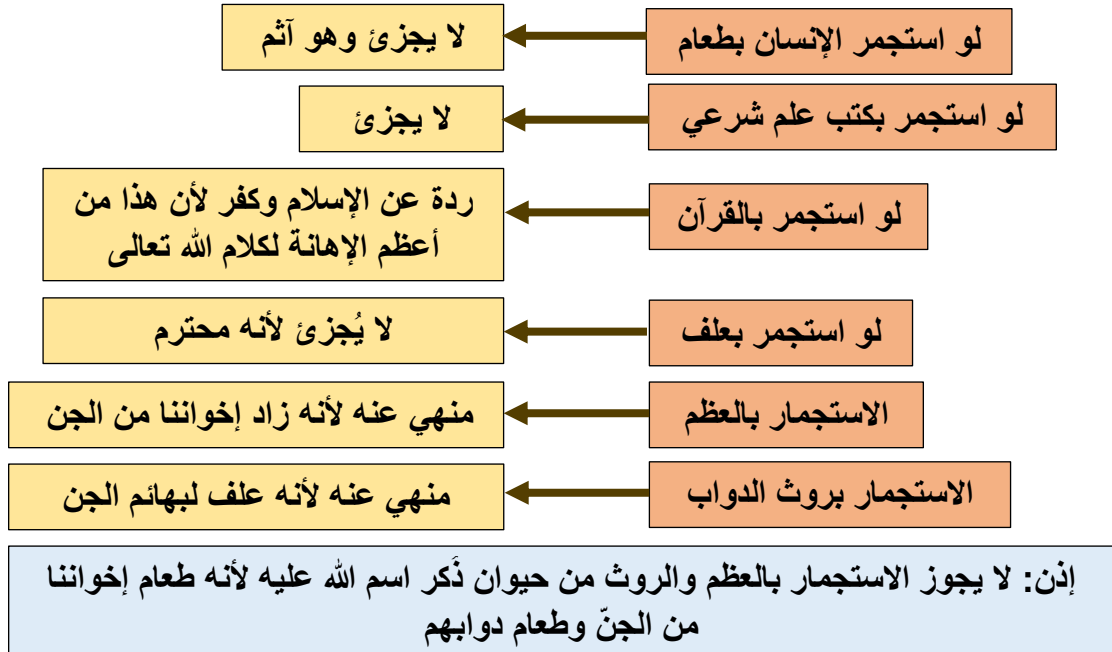 لو استجمر الإنسان بطعام
لا يجزئ وهو آثم
لو استجمر بكتب علم شرعي
لا يجزئ
لو استجمر بالقرآن
ردة عن الإسلام وكفر لأن هذا من
أعظم الإهانة لكلام الله تعالى
لو استجمر بعلف
لا يُجزئ لأنه محترم
الاستجمار بالعظم
منهي عنه لأنه زاد إخواننا من الجن
الاستجمار بروث الدواب
منهي عنه لأنه علف لبهائم الجن
إذن: لا يجوز الاستجمار بالعظم والروث من حيوان ذَُكر اسم الله عليه لأنه طعام إخواننا
من الجنّ وطعام دوابهم